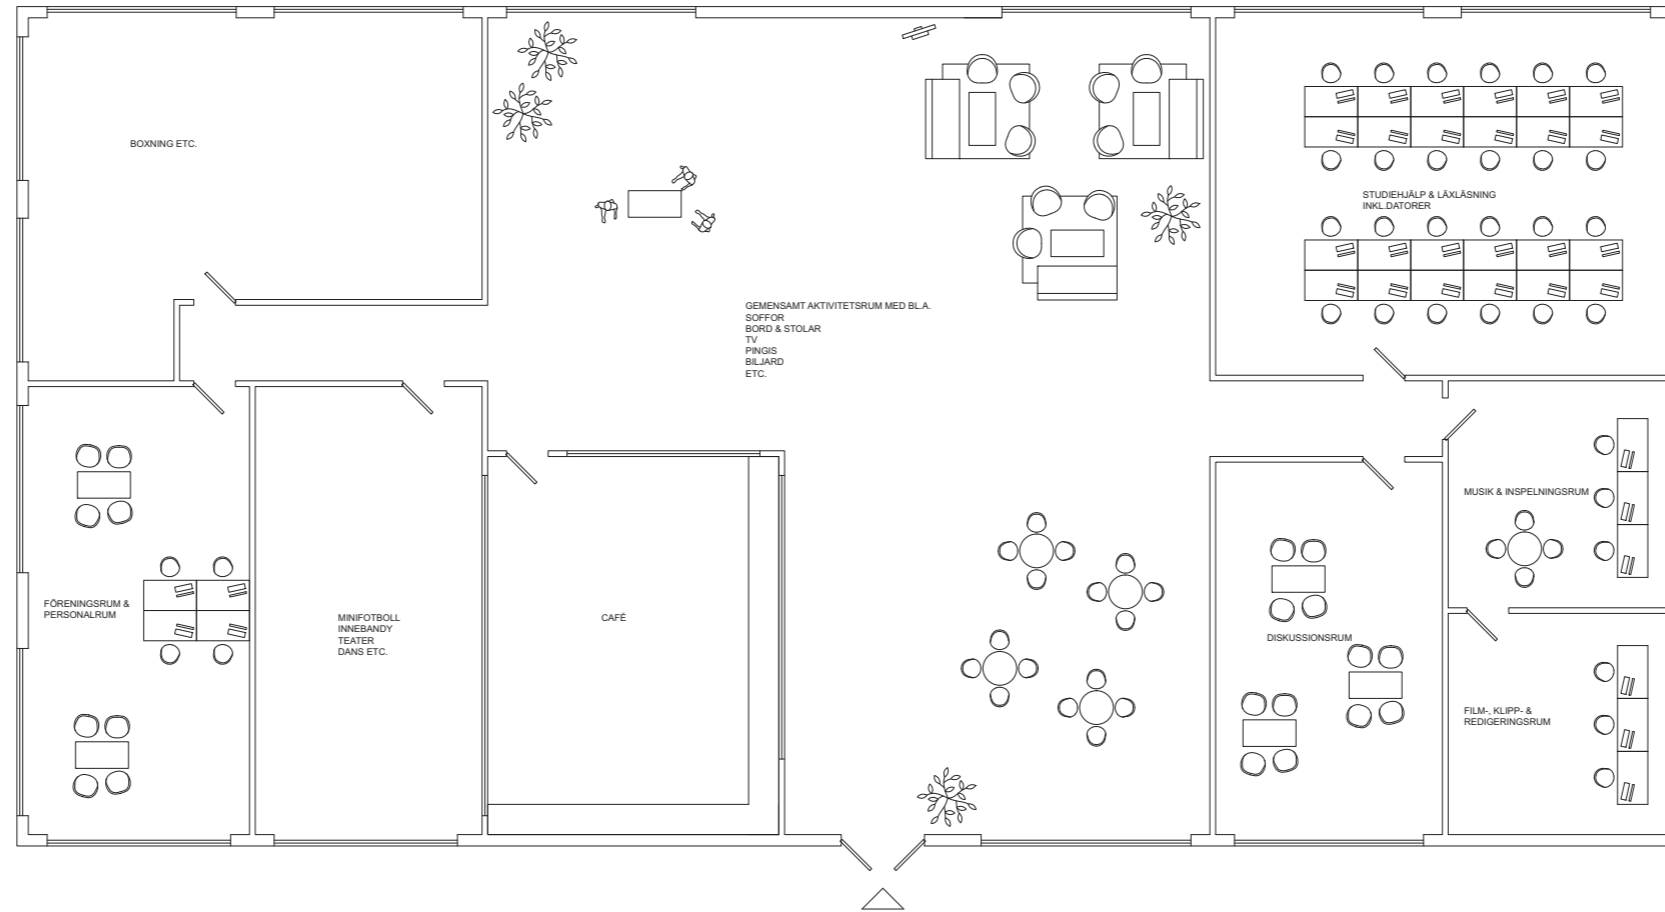 BOXNING ETC.
STUDIEHJÄLP & LÄXLÄSNING
INKL.DATORER
GEMENSAMT AKTIVITETSRUM MED BL.A.
SOFFOR
BORD & STOLAR
TV
PINGIS
BILJARD
ETC.
MUSIK & INSPELNINGSRUM
FÖRENINGSRUM &
PERSONALRUM
MINIFOTBOLL
INNEBANDY
TEATER
DANS ETC.
CAFÉ
DISKUSSIONSRUM
FILM-, KLIPP- &
REDIGERINGSRUM